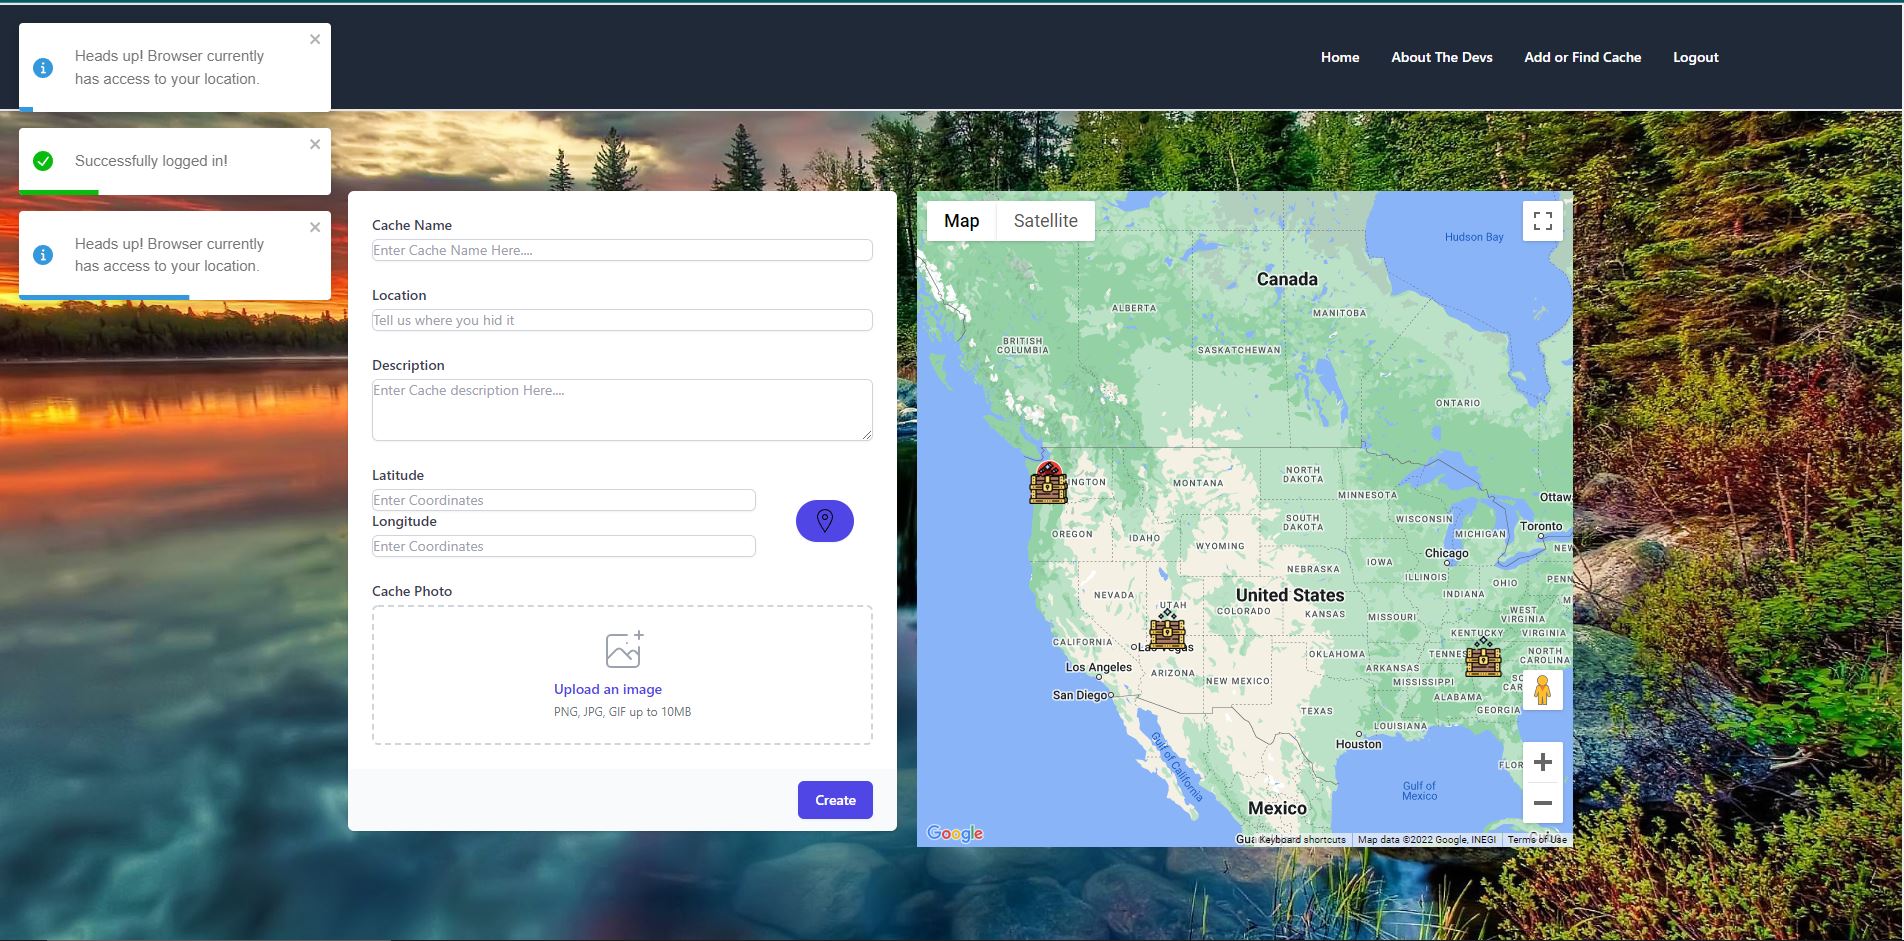 Heads up! Browser currently
has access to your location.
Successfully logged in!
Heads up! Browser currently
has access to your location.
Home
About The Devs
Add or Find Cache
Logout
Cache Name
Enter Cache Name Here....
Location
Tell us where you hid it
Description
Enter Cache description Here....
Latitude
Enter Coordinates
Longitude
Enter Coordinates
Cache Photo
Upload an image
PNG, JPG, GIF up to 10MB
Create
Map
Satellite
Hudson Bay
Canada
ALBERTA
MANITOBA
BRITISH
COLUMBIA
SASKATCHEWAN
ONTARIO
NGTON
MONTANA
NORTH
DAKOTA
MINNESOTA
Ottaw
OREGON
IDAHO
SOUTH
DAKOTA
WISCONSIN
MICHIGAN
Toronto
WYOMING
Chicago
NEW
NEBRASKA
IOWA
ILLINOIS
OHIO
PENN
NEVADA
UTAH
COLORADO
United States
KANSAS
MISSOURI
INDIANA
WEST
VIRGINIA
M
KENTUCKY
VIRGINIA
CALIFORNIA
Las Vegas
OKLAHOMA
TENNES
NORTH
CAROLINA
Los Angeles
ARIZONA
NEW MEXICO
ARKANSAS
MISSISSIPPI
SO
CAR
San Diego
ALABAMA
GEORGIA
TEXAS
LOUISIANA
Houston
FLOR
Gulf of California
Gulf of
Mexico
Mexico
Google
Gua
Keyboard shortcuts
Map data ©2022 Google, INEGI
Terms of Use